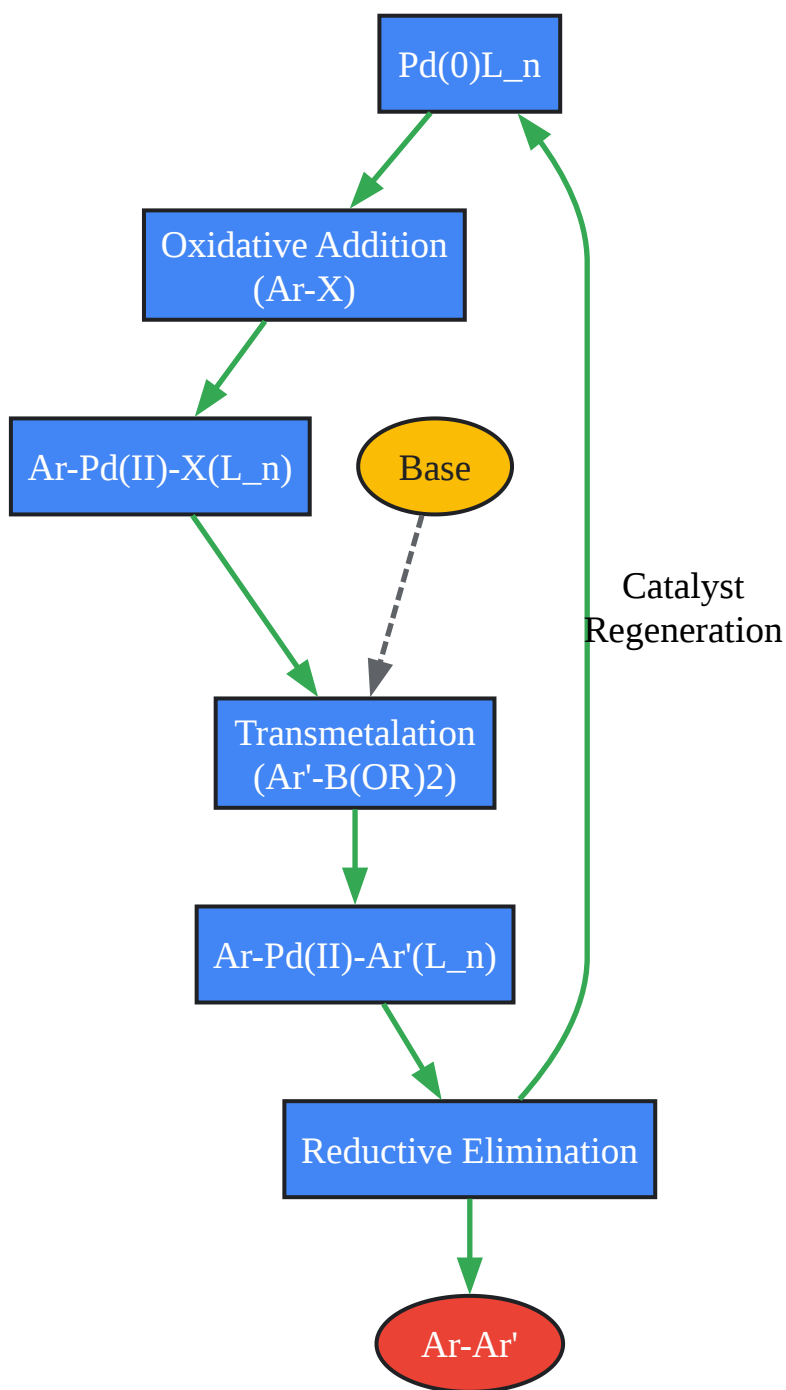 Pd(0)L_n
Oxidative Addition
(Ar-X)
Ar-Pd(II)-X(L_n)
Base
Catalyst
Regeneration
Transmetalation
(Ar'-B(OR)2)
Ar-Pd(II)-Ar'(L_n)
Reductive Elimination
Ar-Ar'